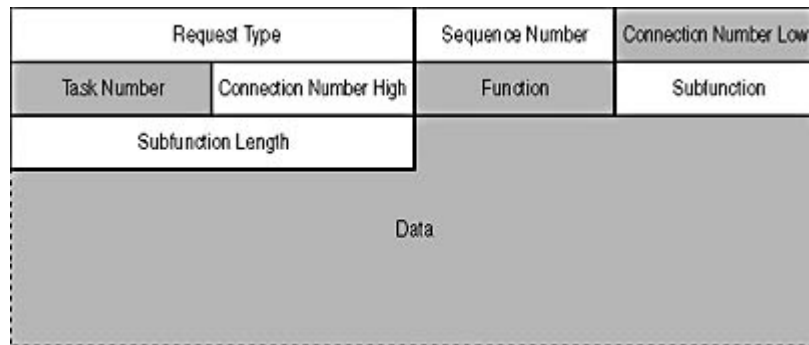 Request Type Sequence Number Connection Number Low
Task Number Connection Number High Function Subfunction
Subfunction Length
Data